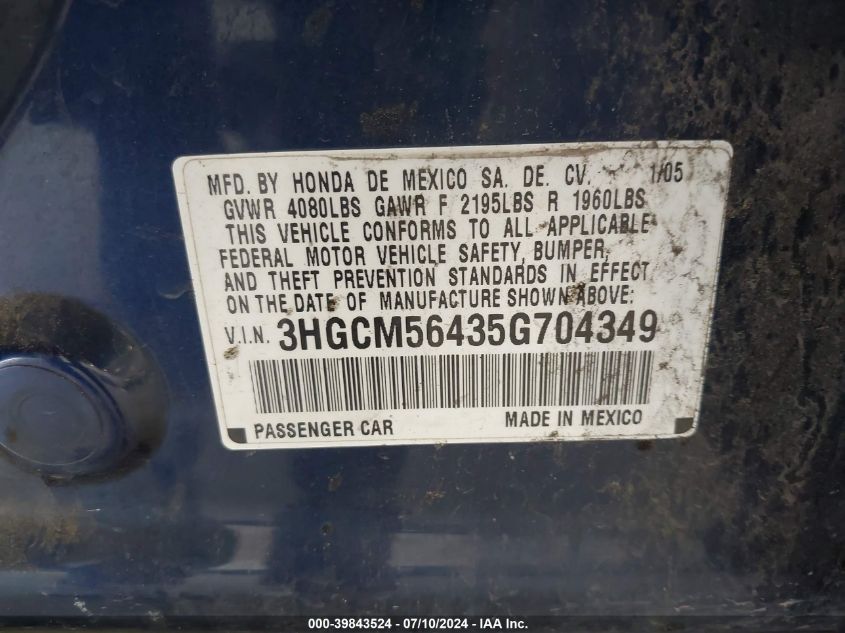 MFD. BY HONDA DE MEXICO SA. DE. CV. 1/05
GVWR 4080LBS GAWR F 2195LBS R 1960LBS
THIS VEHICLE CONFORMS TO ALL APPLICABLE
FEDERAL MOTOR VEHICLE SAFETY, BUMPER,
AND THEFT PREVENTION STANDARDS IN EFFECT
ON THE DATE OF MANUFACTURE SHOWN ABOVE:
V.I.N. 3HGCM56435G704349
PASSENGER CAR MADE IN MEXICO
000-39843524 - 07/10/2024 - Copyright © 2024 IAA, Inc.